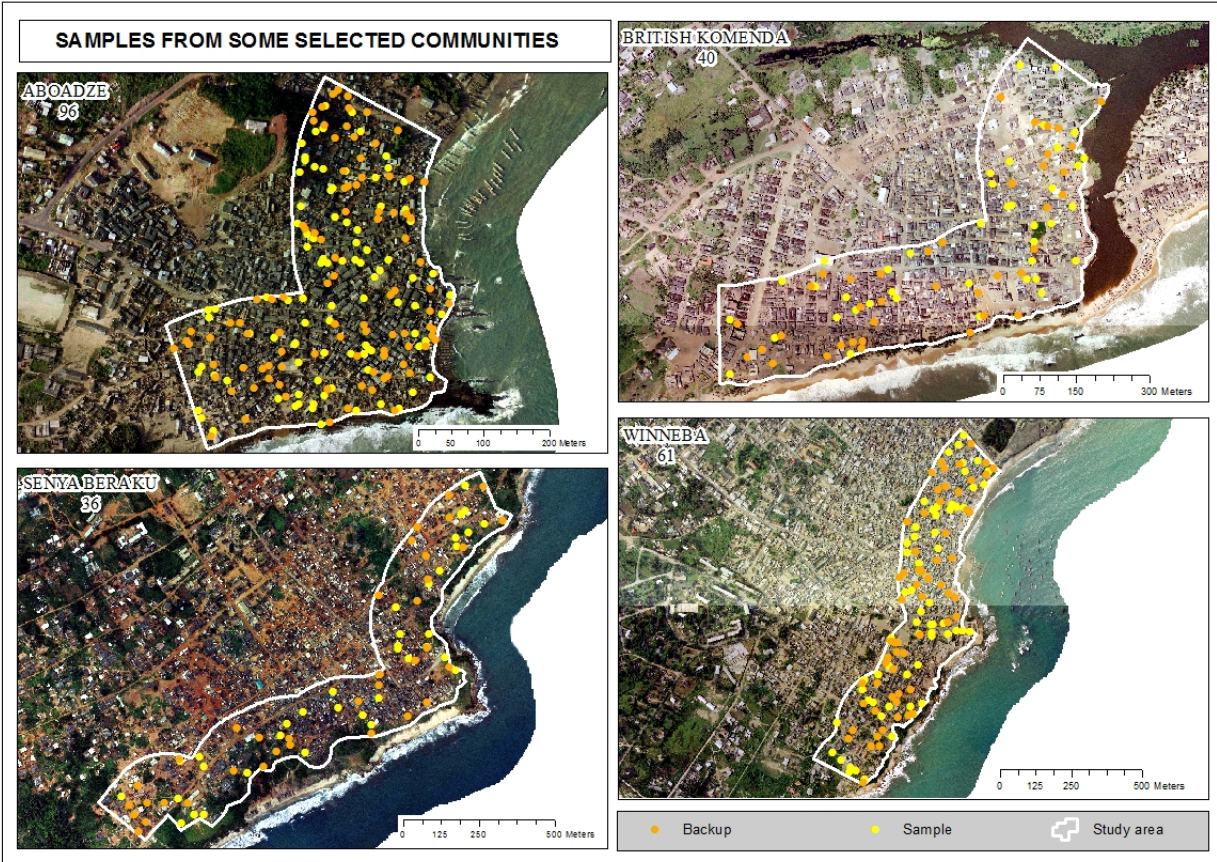 SAMPLES FROM SOME SELECTED COMMUNITIES
ABOADZE
96
0 50 100 200 Meters
BRITISH KOMENDA
40
0 75 150 300 Meters
SENYA BERAKU
36
0 125 250 500 Meters
WINNEBA
61
0 125 250 500 Meters
Backup Sample Study area